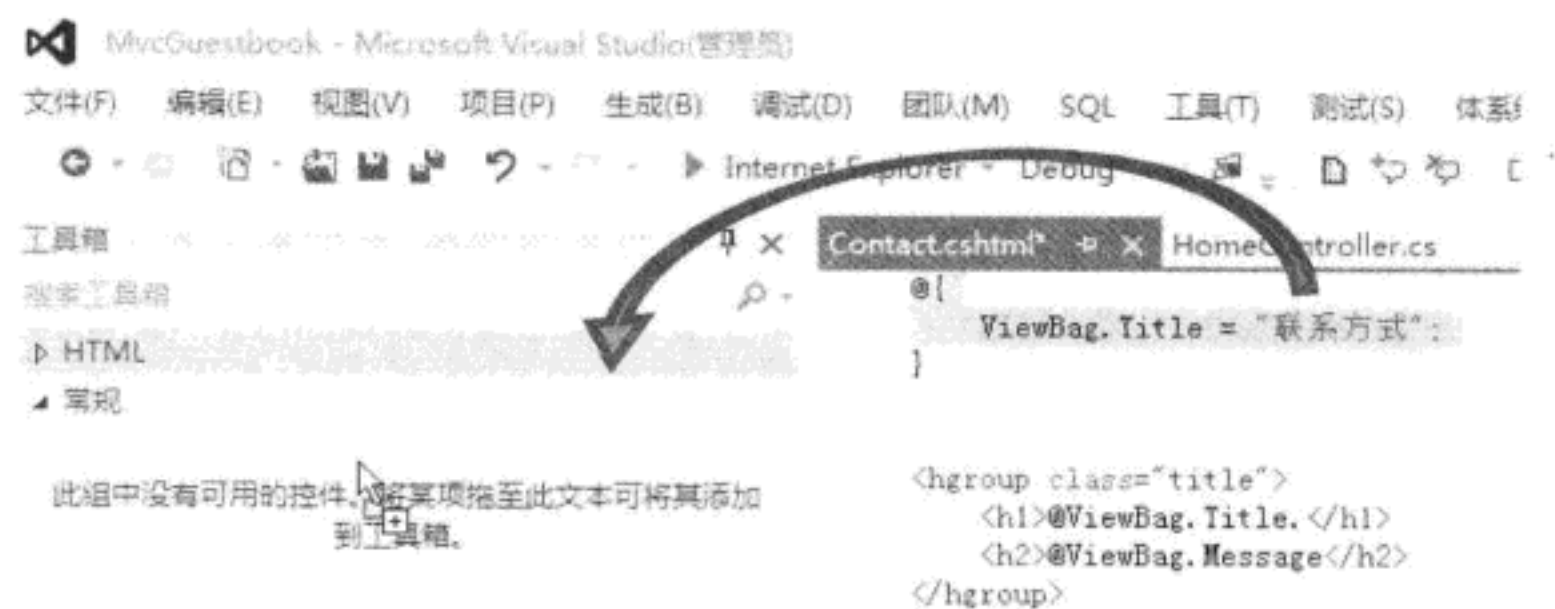 MvcGuestbook - Microsoft Visual Studio(管理员)
文件(F) 编辑(E) 视图(V) 项目(P) 生成(B) 调试(D) 团队(M) SQL 工具(T) 测试(S) 体系
Internet Explorer Debug
工具箱
搜索工具箱
HTML
常规
此组中没有可用的控件。将某项拖至此文本可将其添加
到工具箱。
Contact.cshtml* HomeController.cs
@{
ViewBag.Title = "联系方式";
}
<hgroup class="title">
<h1>@ViewBag.Title.</h1>
<h2>@ViewBag.Message</h2>
</hgroup>